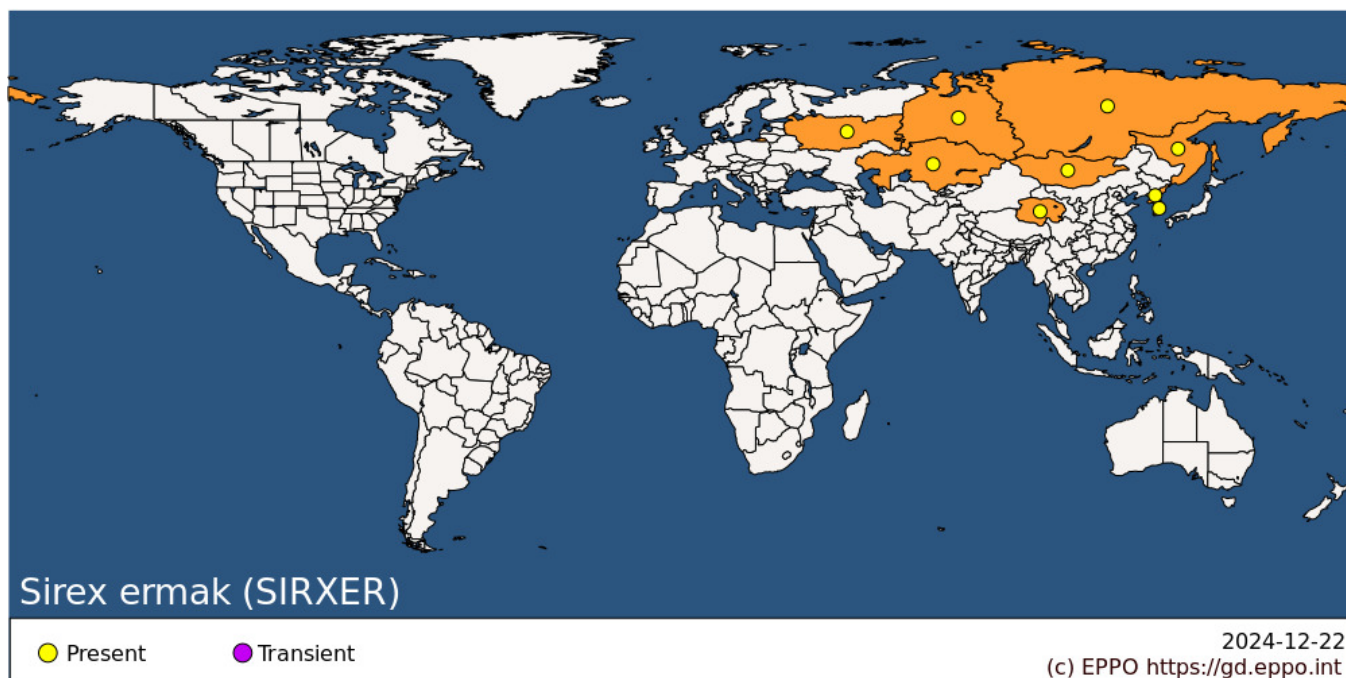 Sirex ermak (SIRXER)
Present
Transient
2024-12-22
(c) EPPO https://gd.eppo.int